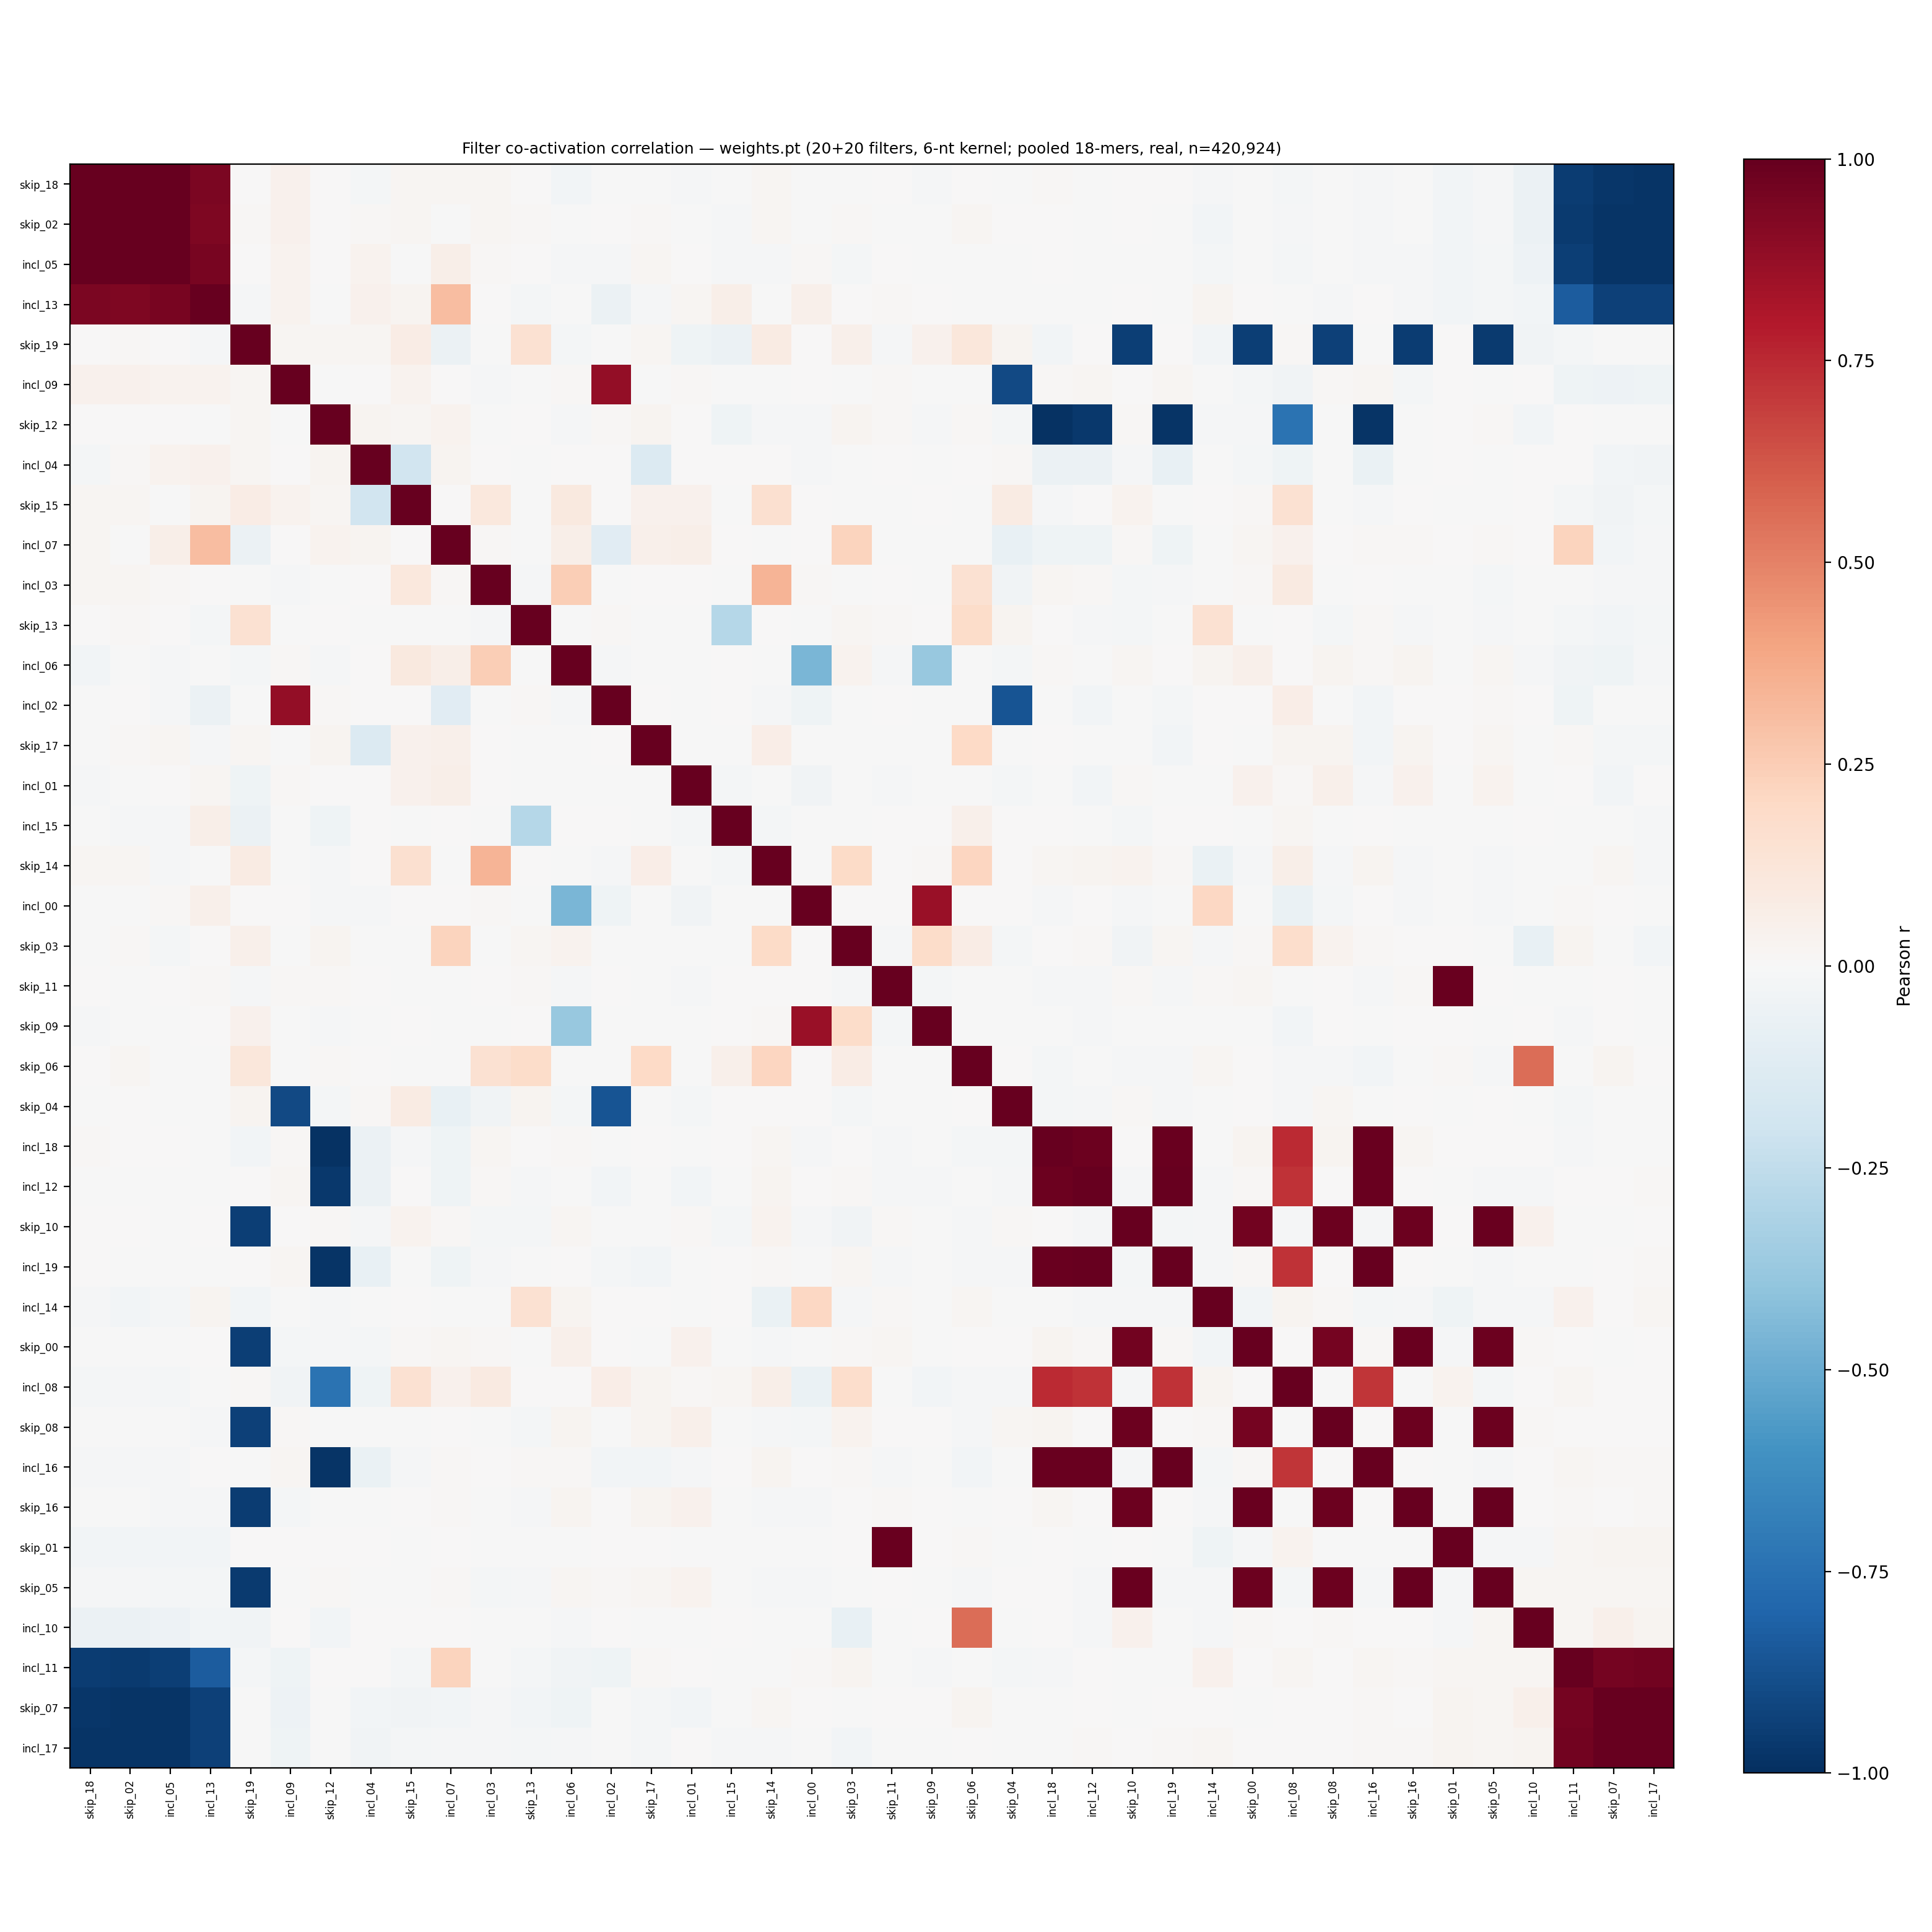 Filter co-activation correlation — weights.pt (20+20 filters, 6-nt kernel; pooled 18-mers, real, n=420,924)
skip_18
skip_02
incl_05
incl_13
skip_19
incl_09
skip_12
incl_04
skip_15
incl_07
incl_03
skip_13
incl_06
incl_02
skip_17
incl_01
incl_15
skip_14
incl_00
skip_03
skip_11
skip_09
skip_06
skip_04
incl_18
incl_12
skip_10
incl_19
incl_14
skip_00
incl_08
skip_08
incl_16
skip_16
skip_01
skip_05
incl_10
incl_11
skip_07
incl_17
skip_18
skip_02
incl_05
incl_13
skip_19
incl_09
skip_12
incl_04
skip_15
incl_07
incl_03
skip_13
incl_06
incl_02
skip_17
incl_01
incl_15
skip_14
incl_00
skip_03
skip_11
skip_09
skip_06
skip_04
incl_18
incl_12
skip_10
incl_19
incl_14
skip_00
incl_08
skip_08
incl_16
skip_16
skip_01
skip_05
incl_10
incl_11
skip_07
incl_17
1.00
0.75
0.50
0.25
0.00
−0.25
−0.50
−0.75
−1.00
Pearson r